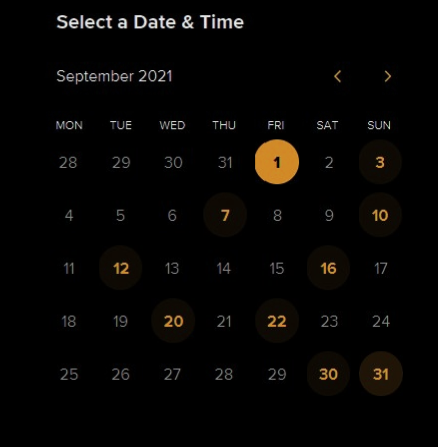 Select a Date & Time
September 2021
MON TUE WED THU FRI SAT SUN
28 29 30 31 1 2 3
4 5 6 7 8 9 10
11 12 13 14 15 16 17
18 19 20 21 22 23 24
25 26 27 28 29 30 31